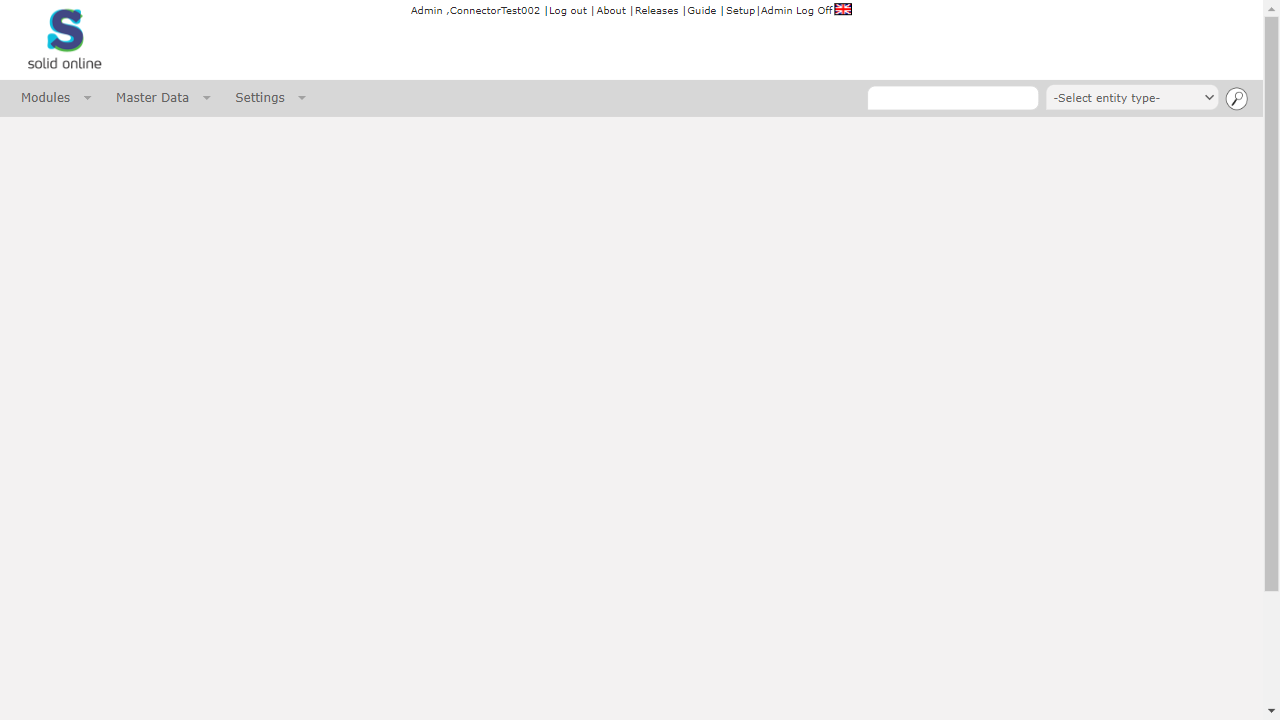 Admin ,ConnectorTest002 |Log out |About |Releases |Guide |Setup|Admin Log Off
S
solid online
Modules Master Data Settings -Select entity type-